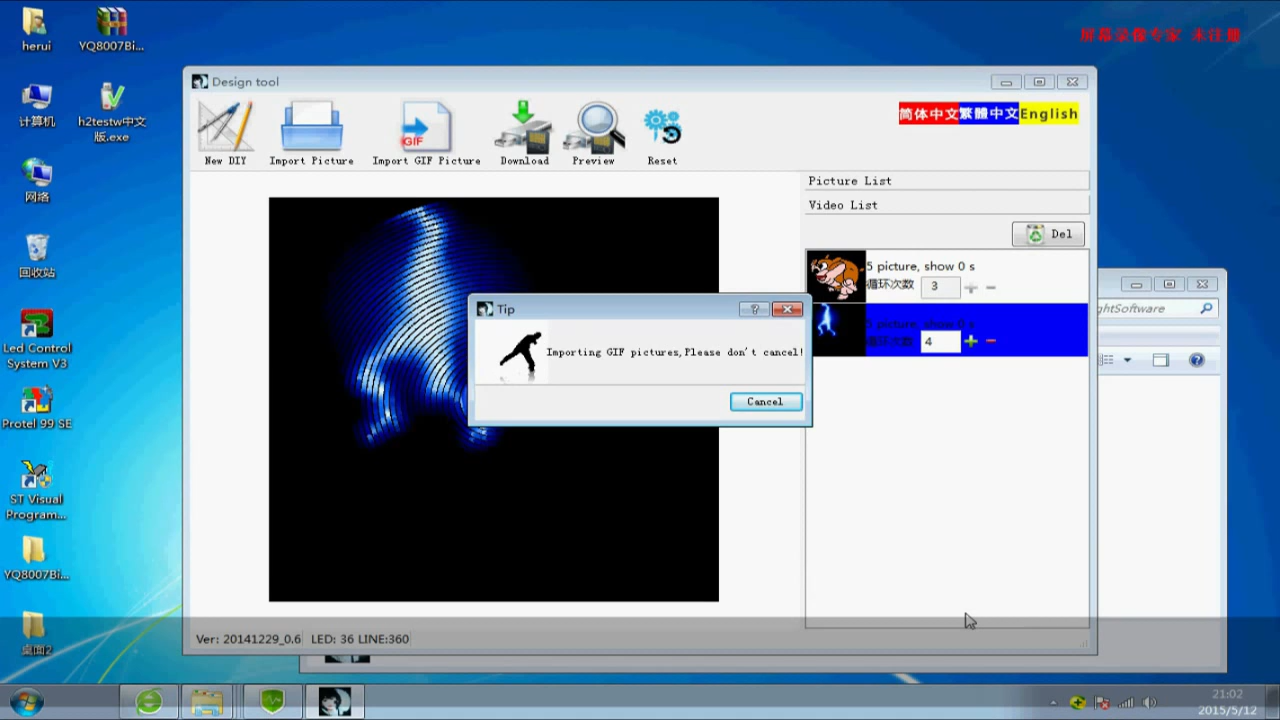 herui
YQ8007Bi...
屏幕录像专家 未注册
计算机
h2testw中文
版.exe
网络
回收站
Led Control
System V3
Protel 99 SE
ST Visual
Program...
YQ8007Bi...
桌面2
Design tool
New DIY
Import Picture
GIF
Import GIF Picture
Download
Preview
Reset
简体中文 繁體中文 English
Picture List
Video List
Del
5 picture, show 0 s
循环次数 3
5 picture, show 0 s
循环次数 4
Tip
Importing GIF pictures,Please don't cancel!
Cancel
ghtSoftware
Ver: 20141229_0.6 LED: 36 LINE:360
21:02
2015/5/12